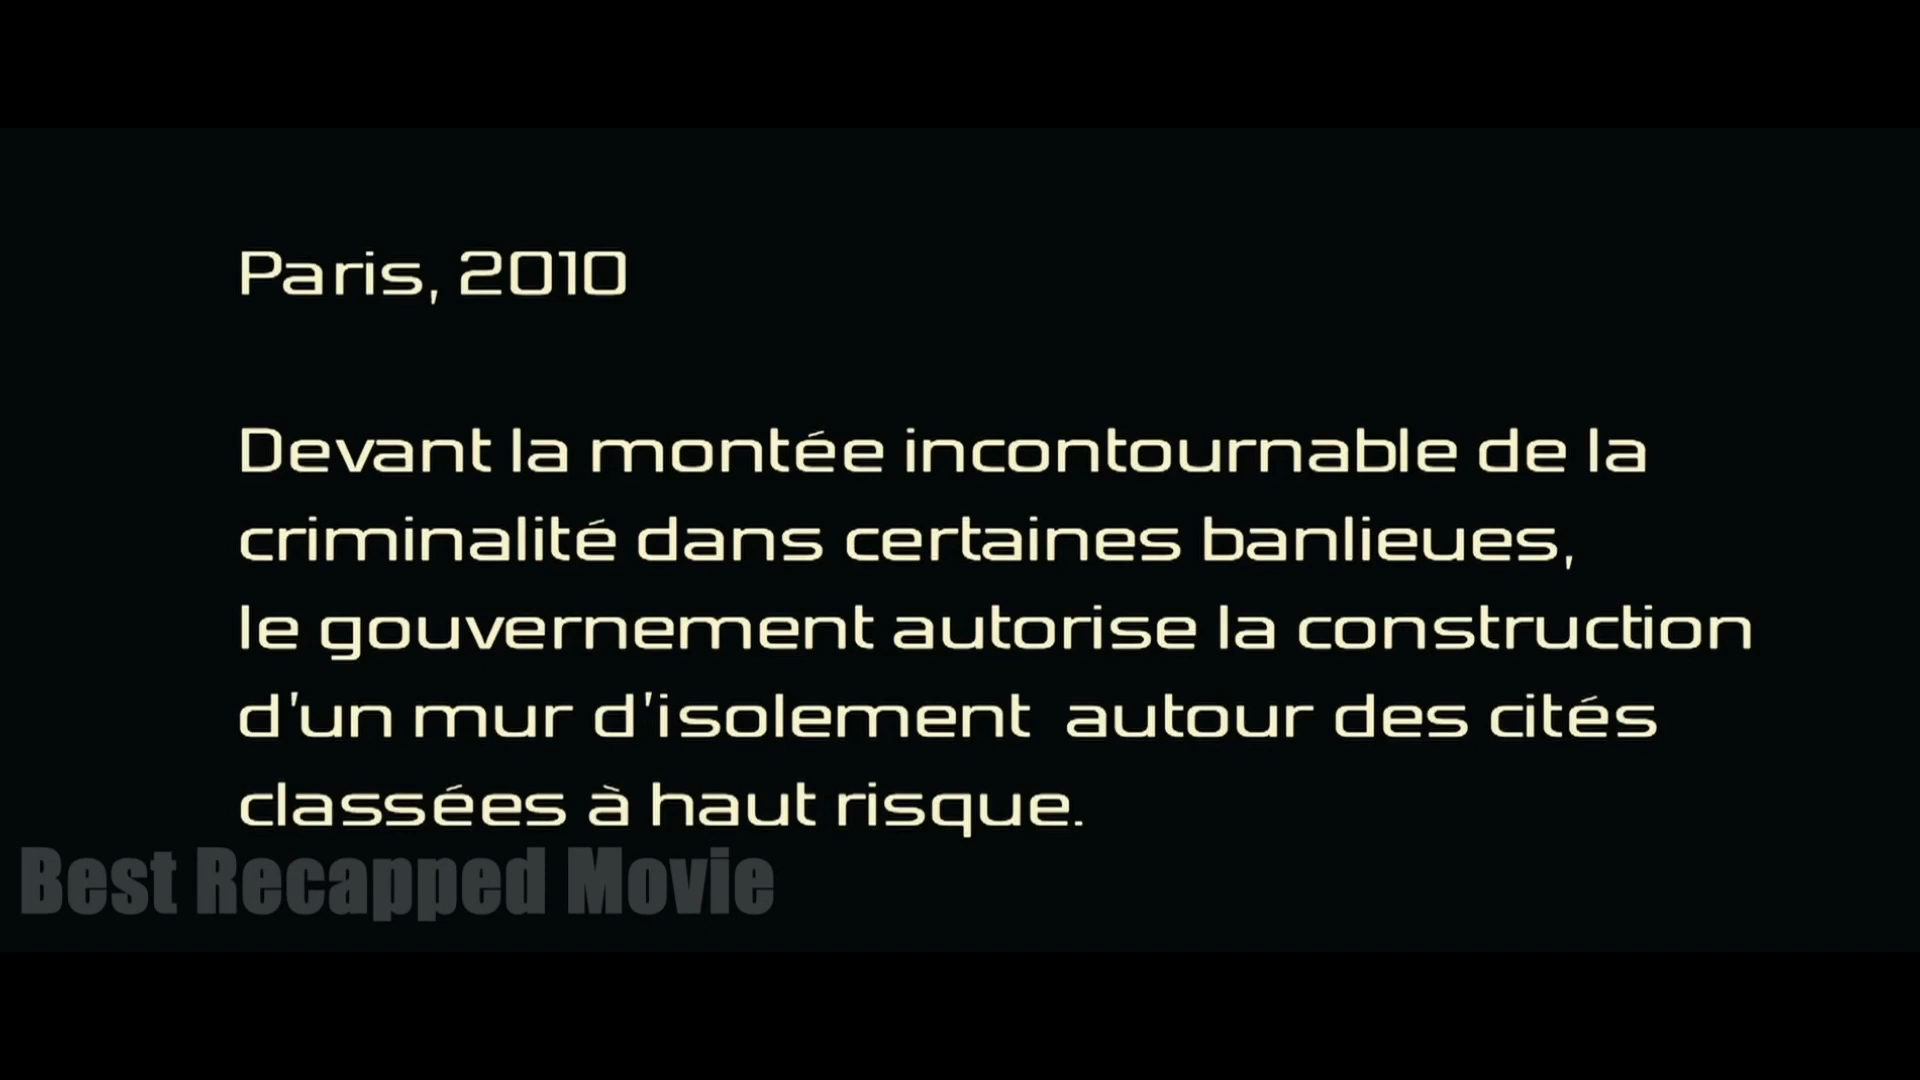 Paris, 2010
Devant la montée incontournable de la
criminalité dans certaines banlieues,
le gouvernement autorise la construction
d'un mur d'isolement autour des cités
classées à haut risque.
Best Recapped Movie